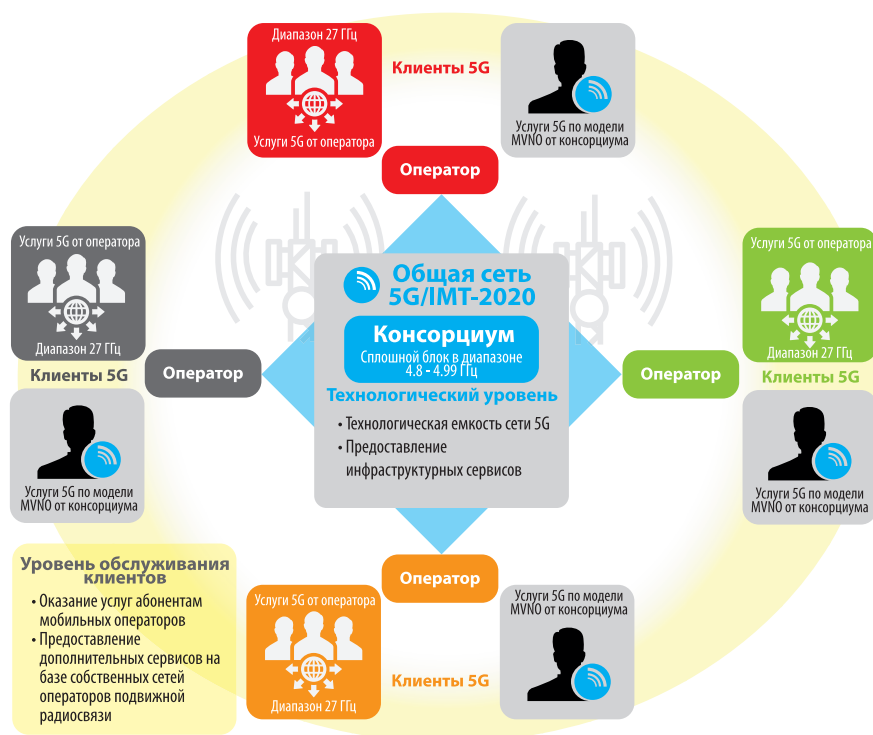 Диапазон 27 ГГц
Услуги 5G от оператора
Клиенты 5G
Услуги 5G по модели
MVNO от консорциума
Оператор
Услуги 5G от оператора
Диапазон 27 ГГц
Клиенты 5G
Услуги 5G по модели
MVNO от консорциума
Оператор
Общая сеть
5G/IMT-2020
Консорциум
Сплошной блок в диапазоне
4.8 - 4.99 ГГц
Технологический уровень
• Технологическая емкость сети 5G
• Предоставление
инфраструктурных сервисов
Оператор
Услуги 5G от оператора
Диапазон 27 ГГц
Клиенты 5G
Услуги 5G по модели
MVNO от консорциума
Уровень обслуживания
клиентов
• Оказание услуг абонентам
мобильных операторов
• Предоставление
дополнительных сервисов на
базе собственных сетей
операторов подвижной
радиосвязи
Оператор
Услуги 5G от оператора
Диапазон 27 ГГц
Клиенты 5G
Услуги 5G по модели
MVNO от консорциума